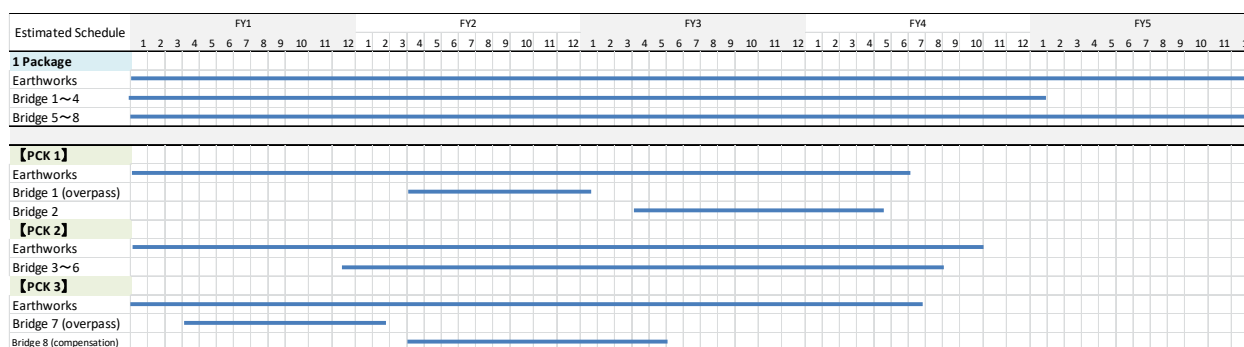 Estimated Schedule FY1 FY2 FY3 FY4 FY5
1 2 3 4 5 6 7 8 9 10 11 12 1 2 3 4 5 6 7 8 9 10 11 12 1 2 3 4 5 6 7 8 9 10 11 12 1 2 3 4 5 6 7 8 9 10 11 12 1 2 3 4 5 6 7 8 9 10 11
1 Package
Earthworks
Bridge 1～4
Bridge 5～8
【PCK 1】
Earthworks
Bridge 1 (overpass)
Bridge 2
【PCK 2】
Earthworks
Bridge 3～6
【PCK 3】
Earthworks
Bridge 7 (overpass)
Bridge 8 (compensation)